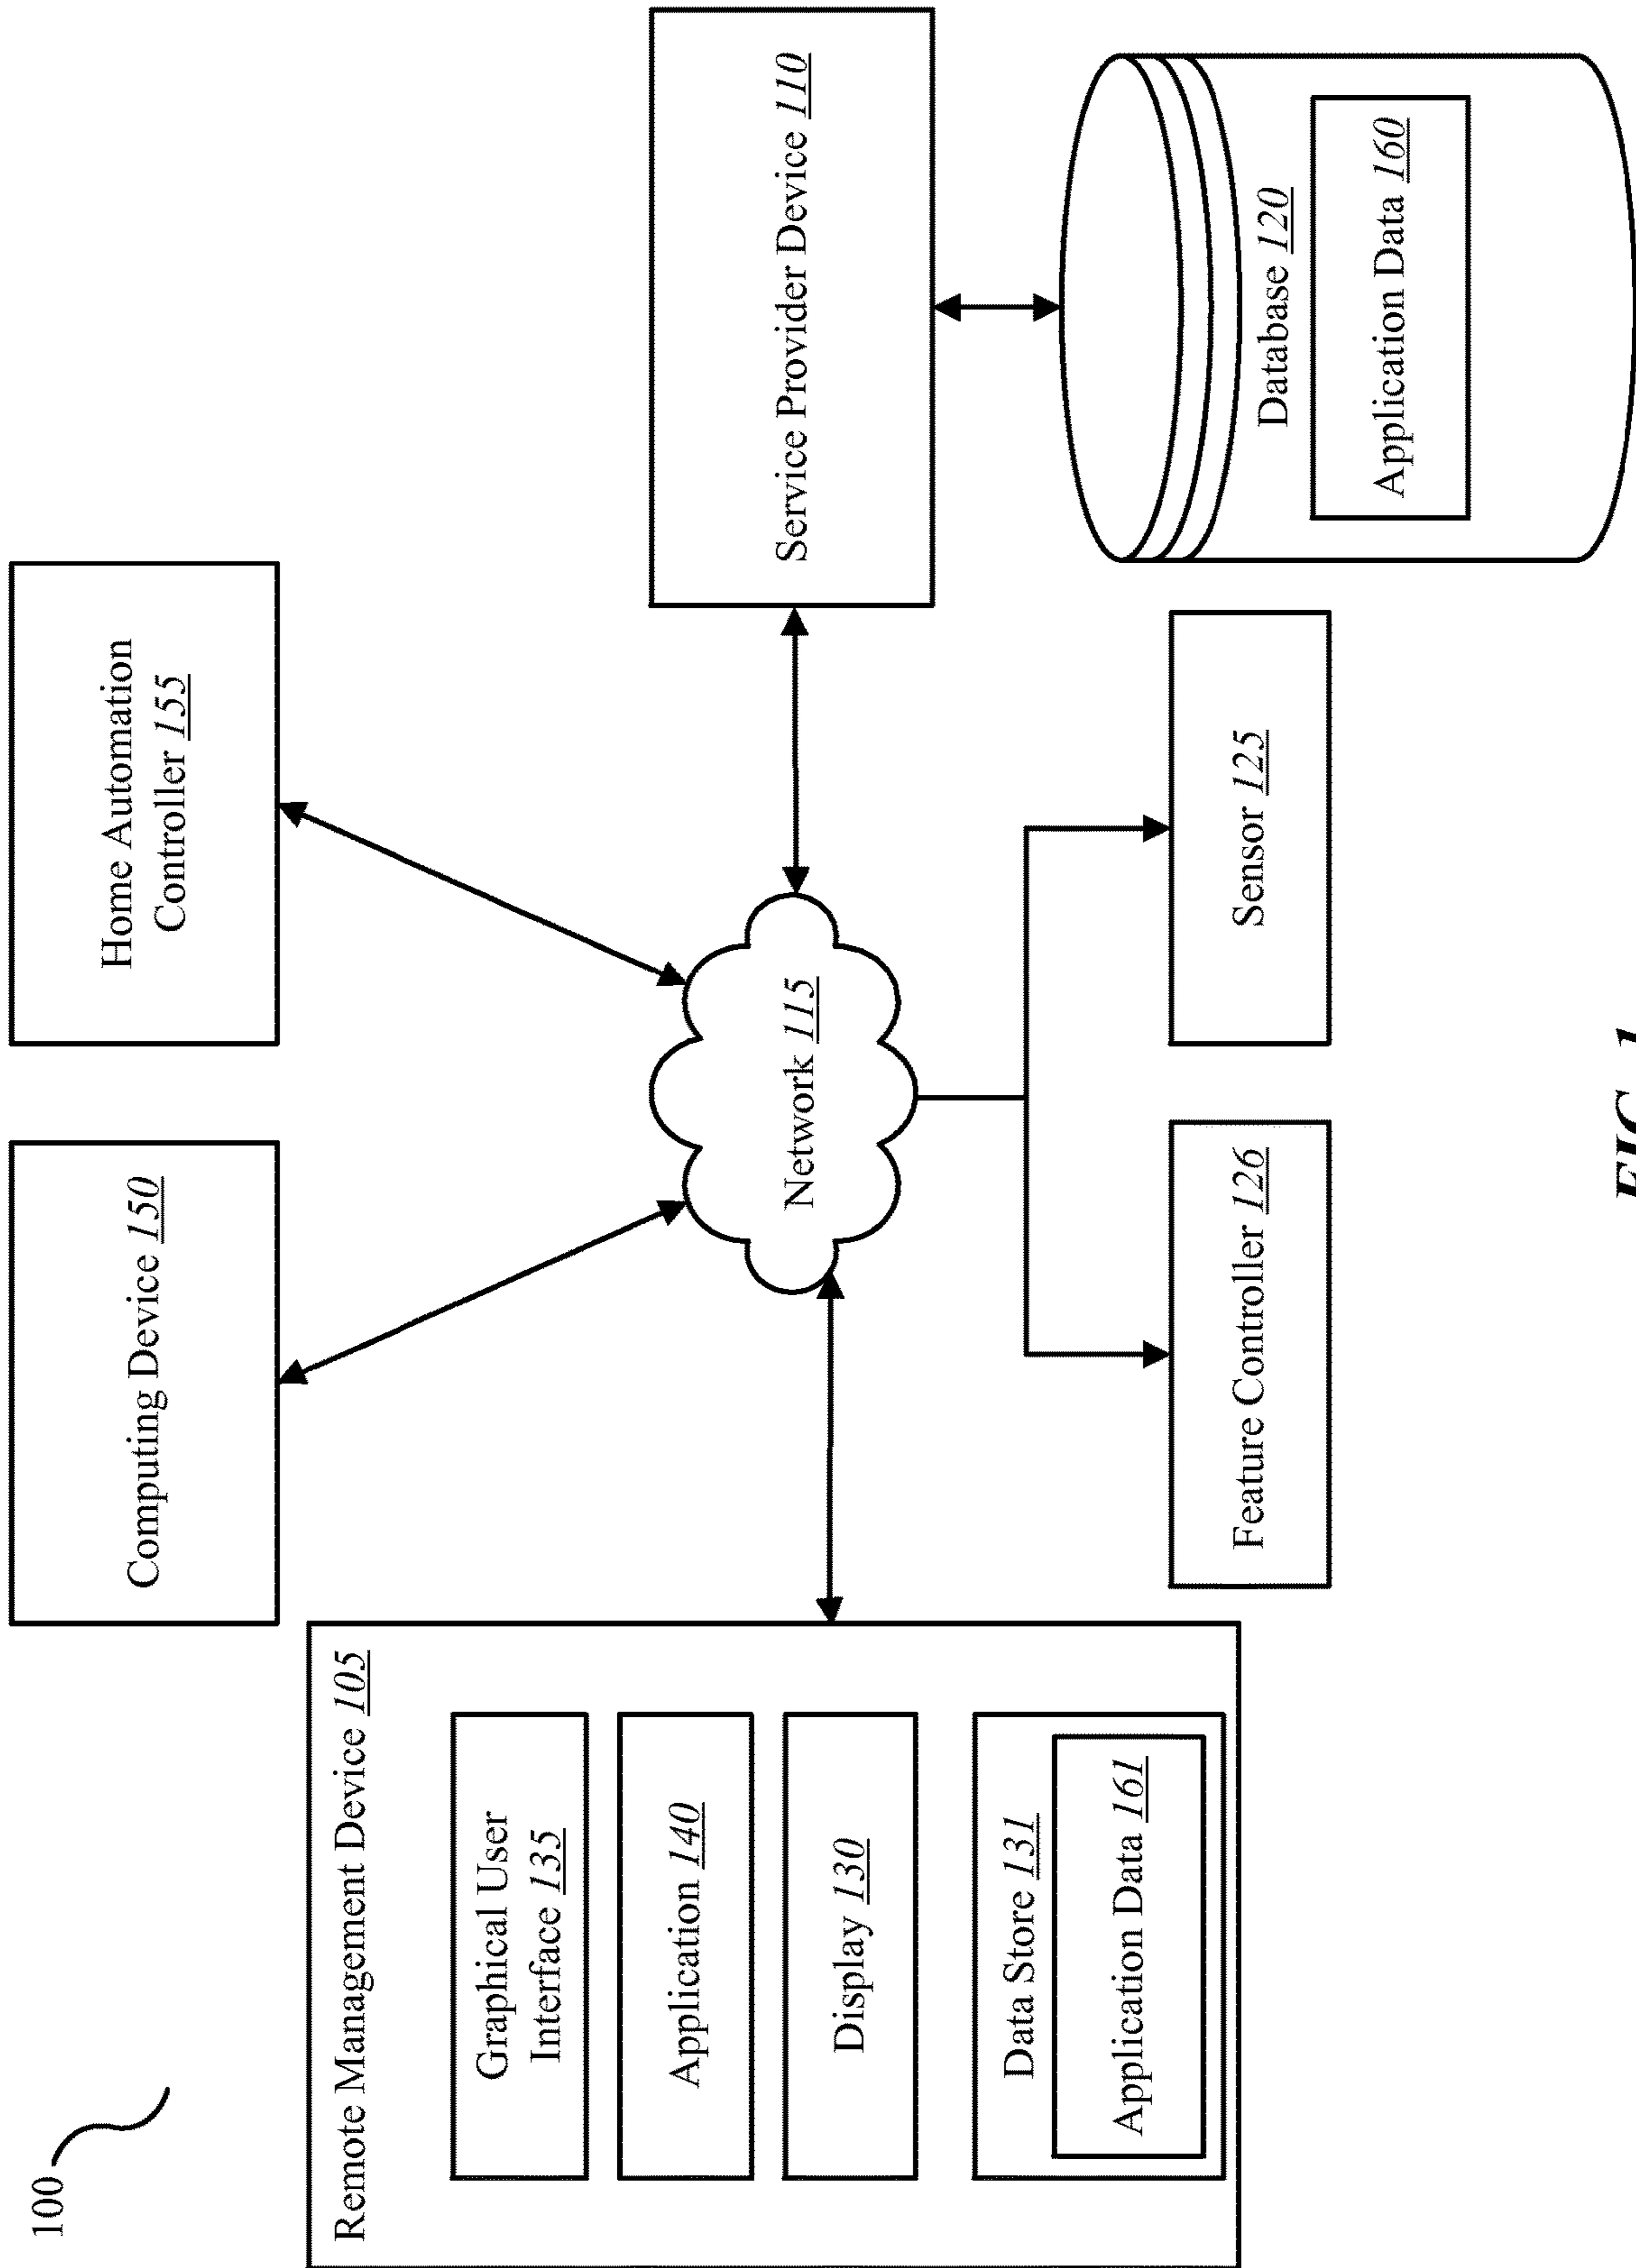 100
Computing Device 150
Home Automation
Controller 155
Remote Management Device 105
Graphical User
Interface 135
Application 140
Display 130
Data Store 131
Application Data 161
Network 115
Service Provider Device 110
Feature Controller 126
Sensor 125
Database 120
Application Data 160
FIG. 1